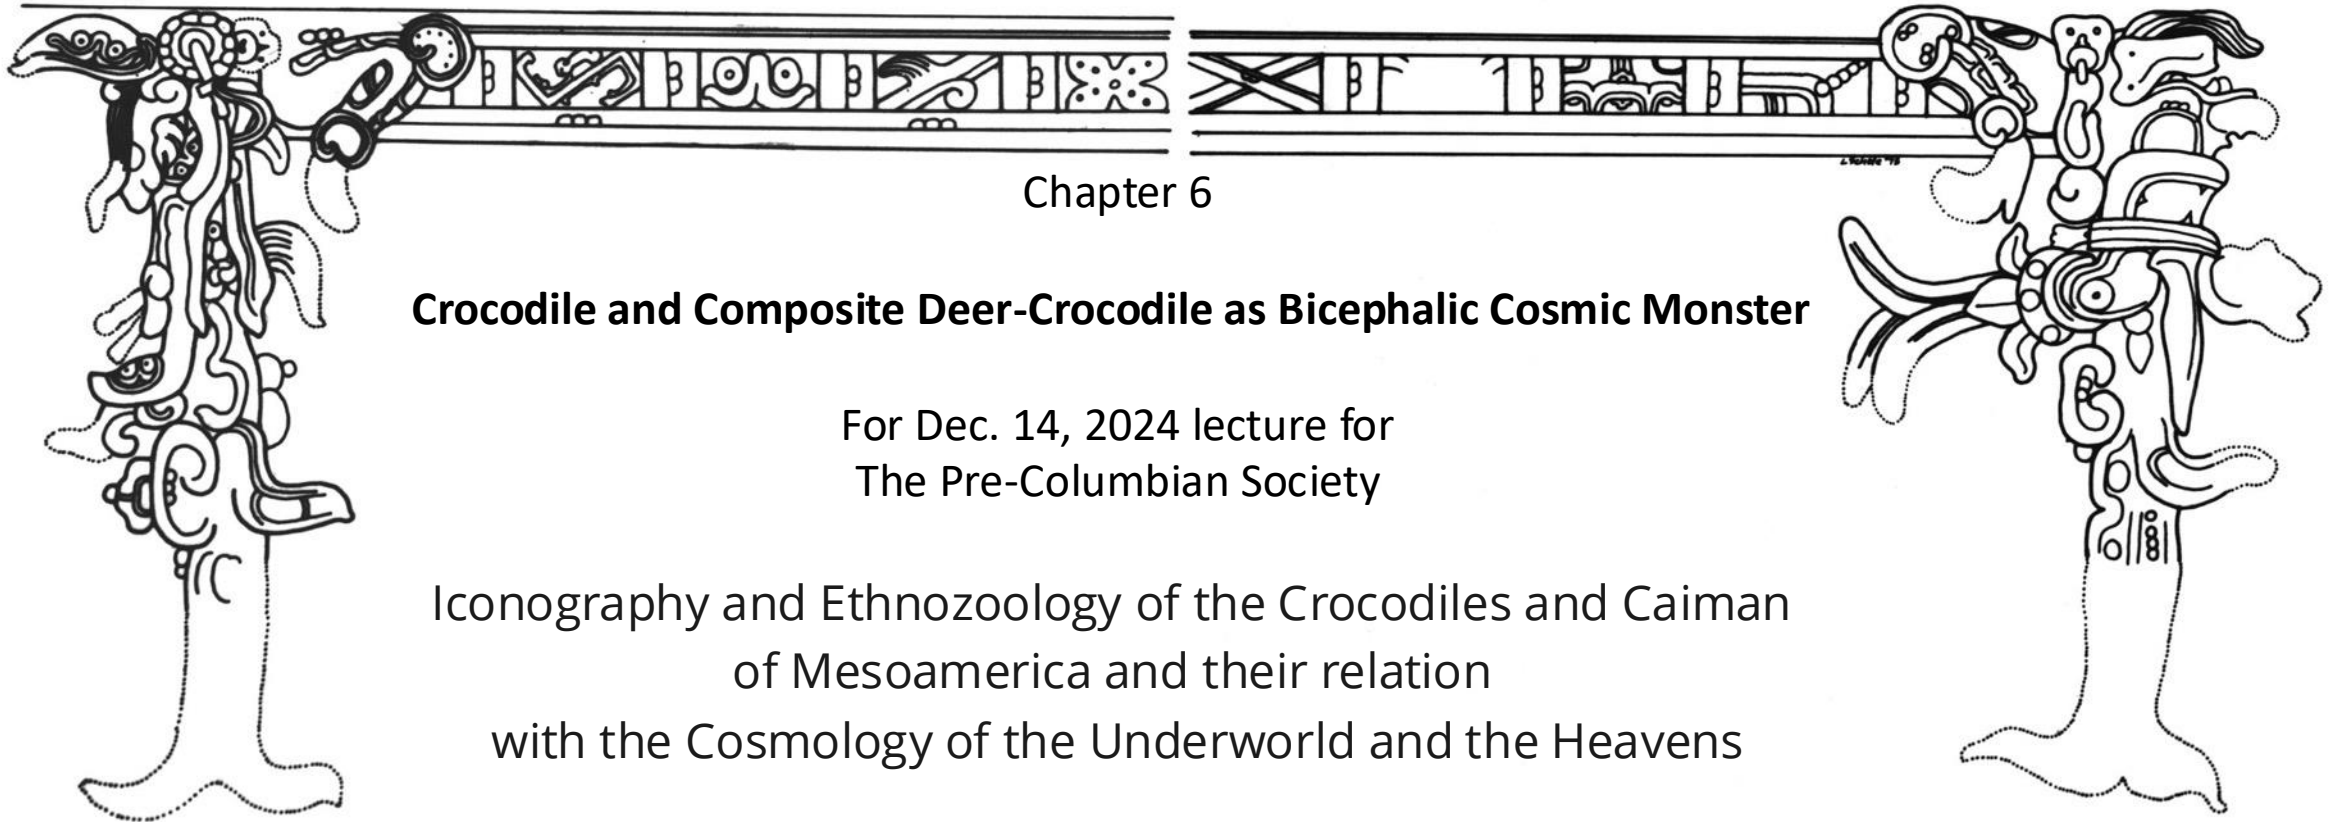 Chapter 6
Crocodile and Composite Deer-Crocodile as Bicephalic Cosmic Monster
For Dec. 14, 2024 lecture for
The Pre-Columbian Society
Iconography and Ethnozoology of the Crocodiles and Caiman
of Mesoamerica and their relation
with the Cosmology of the Underworld and the Heavens